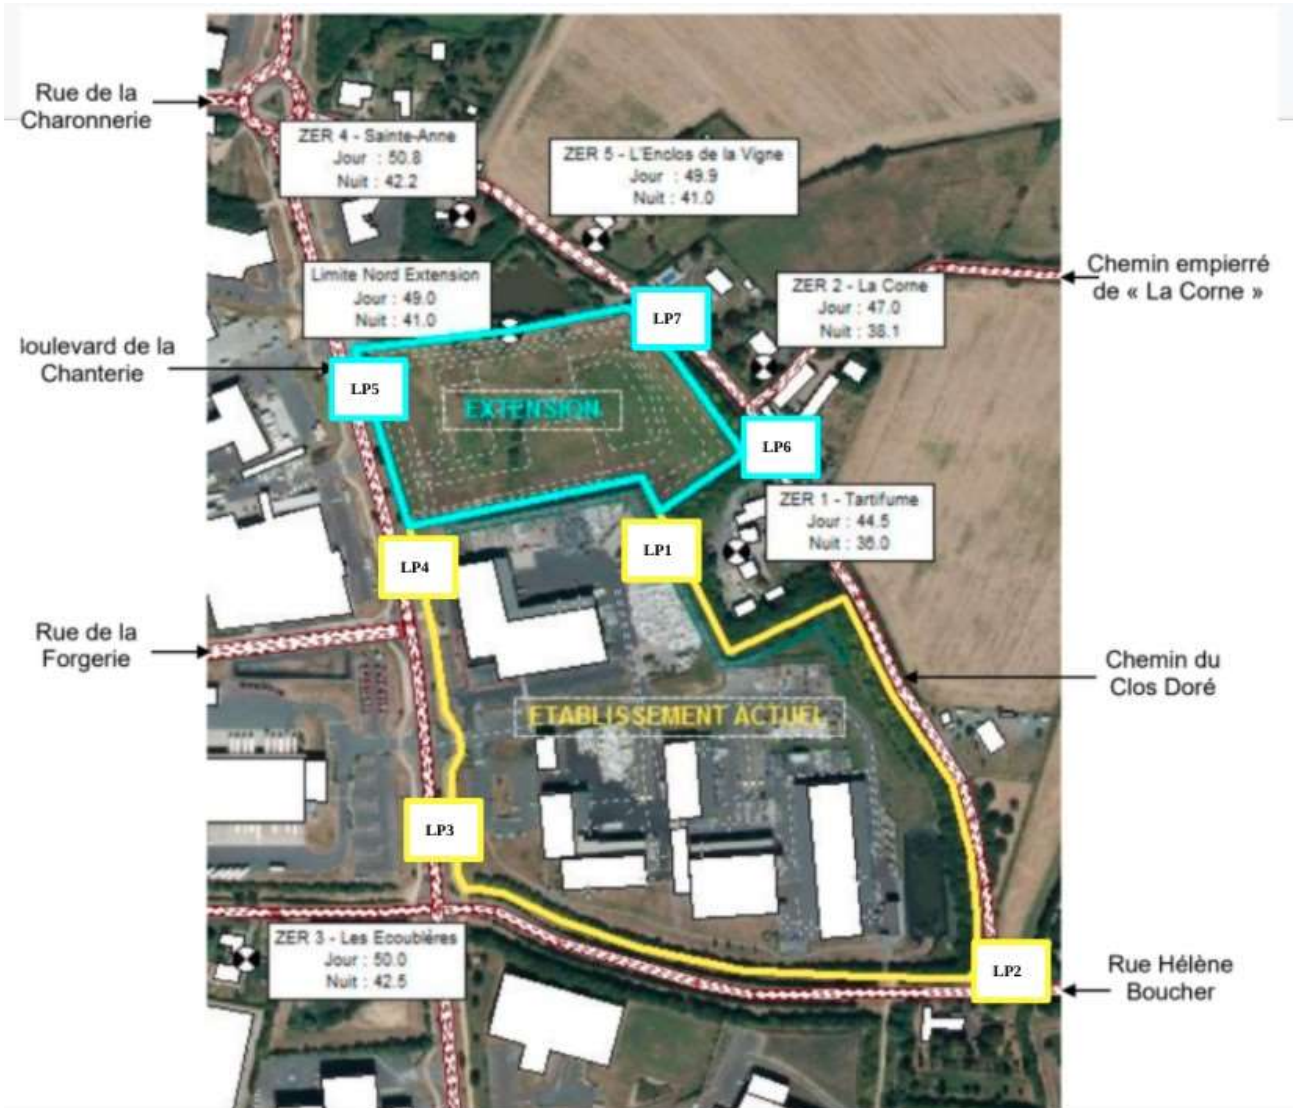 Rue de la
Charonnerie
ZER 4 - Sainte-Anne
Jour : 50.8
Nuit : 42.2
ZER 5 - L'Enclos de la Vigne
Jour : 49.9
Nuit : 41.0
Limite Nord Extension
Jour : 49.0
Nuit : 41.0
ZER 2 - La Corne
Jour : 47.0
Nuit : 38.1
Chemin empierré
de « La Corne »
LP7
oulevard de la
Chanterie
LP5
EXTENSION
LP6
ZER 1 - Tartifume
Jour : 44.5
Nuit : 36.0
LP1
LP4
Rue de la
Forgerie
Chemin du
Clos Doré
ETABLISSEMENT ACTUEL
LP3
ZER 3 - Les Ecoublères
Jour : 50.0
Nuit : 42.5
LP2
Rue Hélène
Boucher